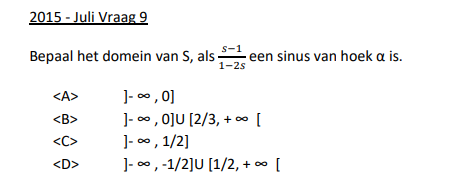 2015 - Juli Vraag 9
Bepaal het domein van S, als \frac{s-1}{1-2s} een sinus van hoek α is.
<A> ]- ∞ , 0]
<B> ]- ∞ , 0]U [2/3, + ∞ [
<C> ]- ∞ , 1/2]
<D> ]- ∞ , -1/2]U [1/2, + ∞ [